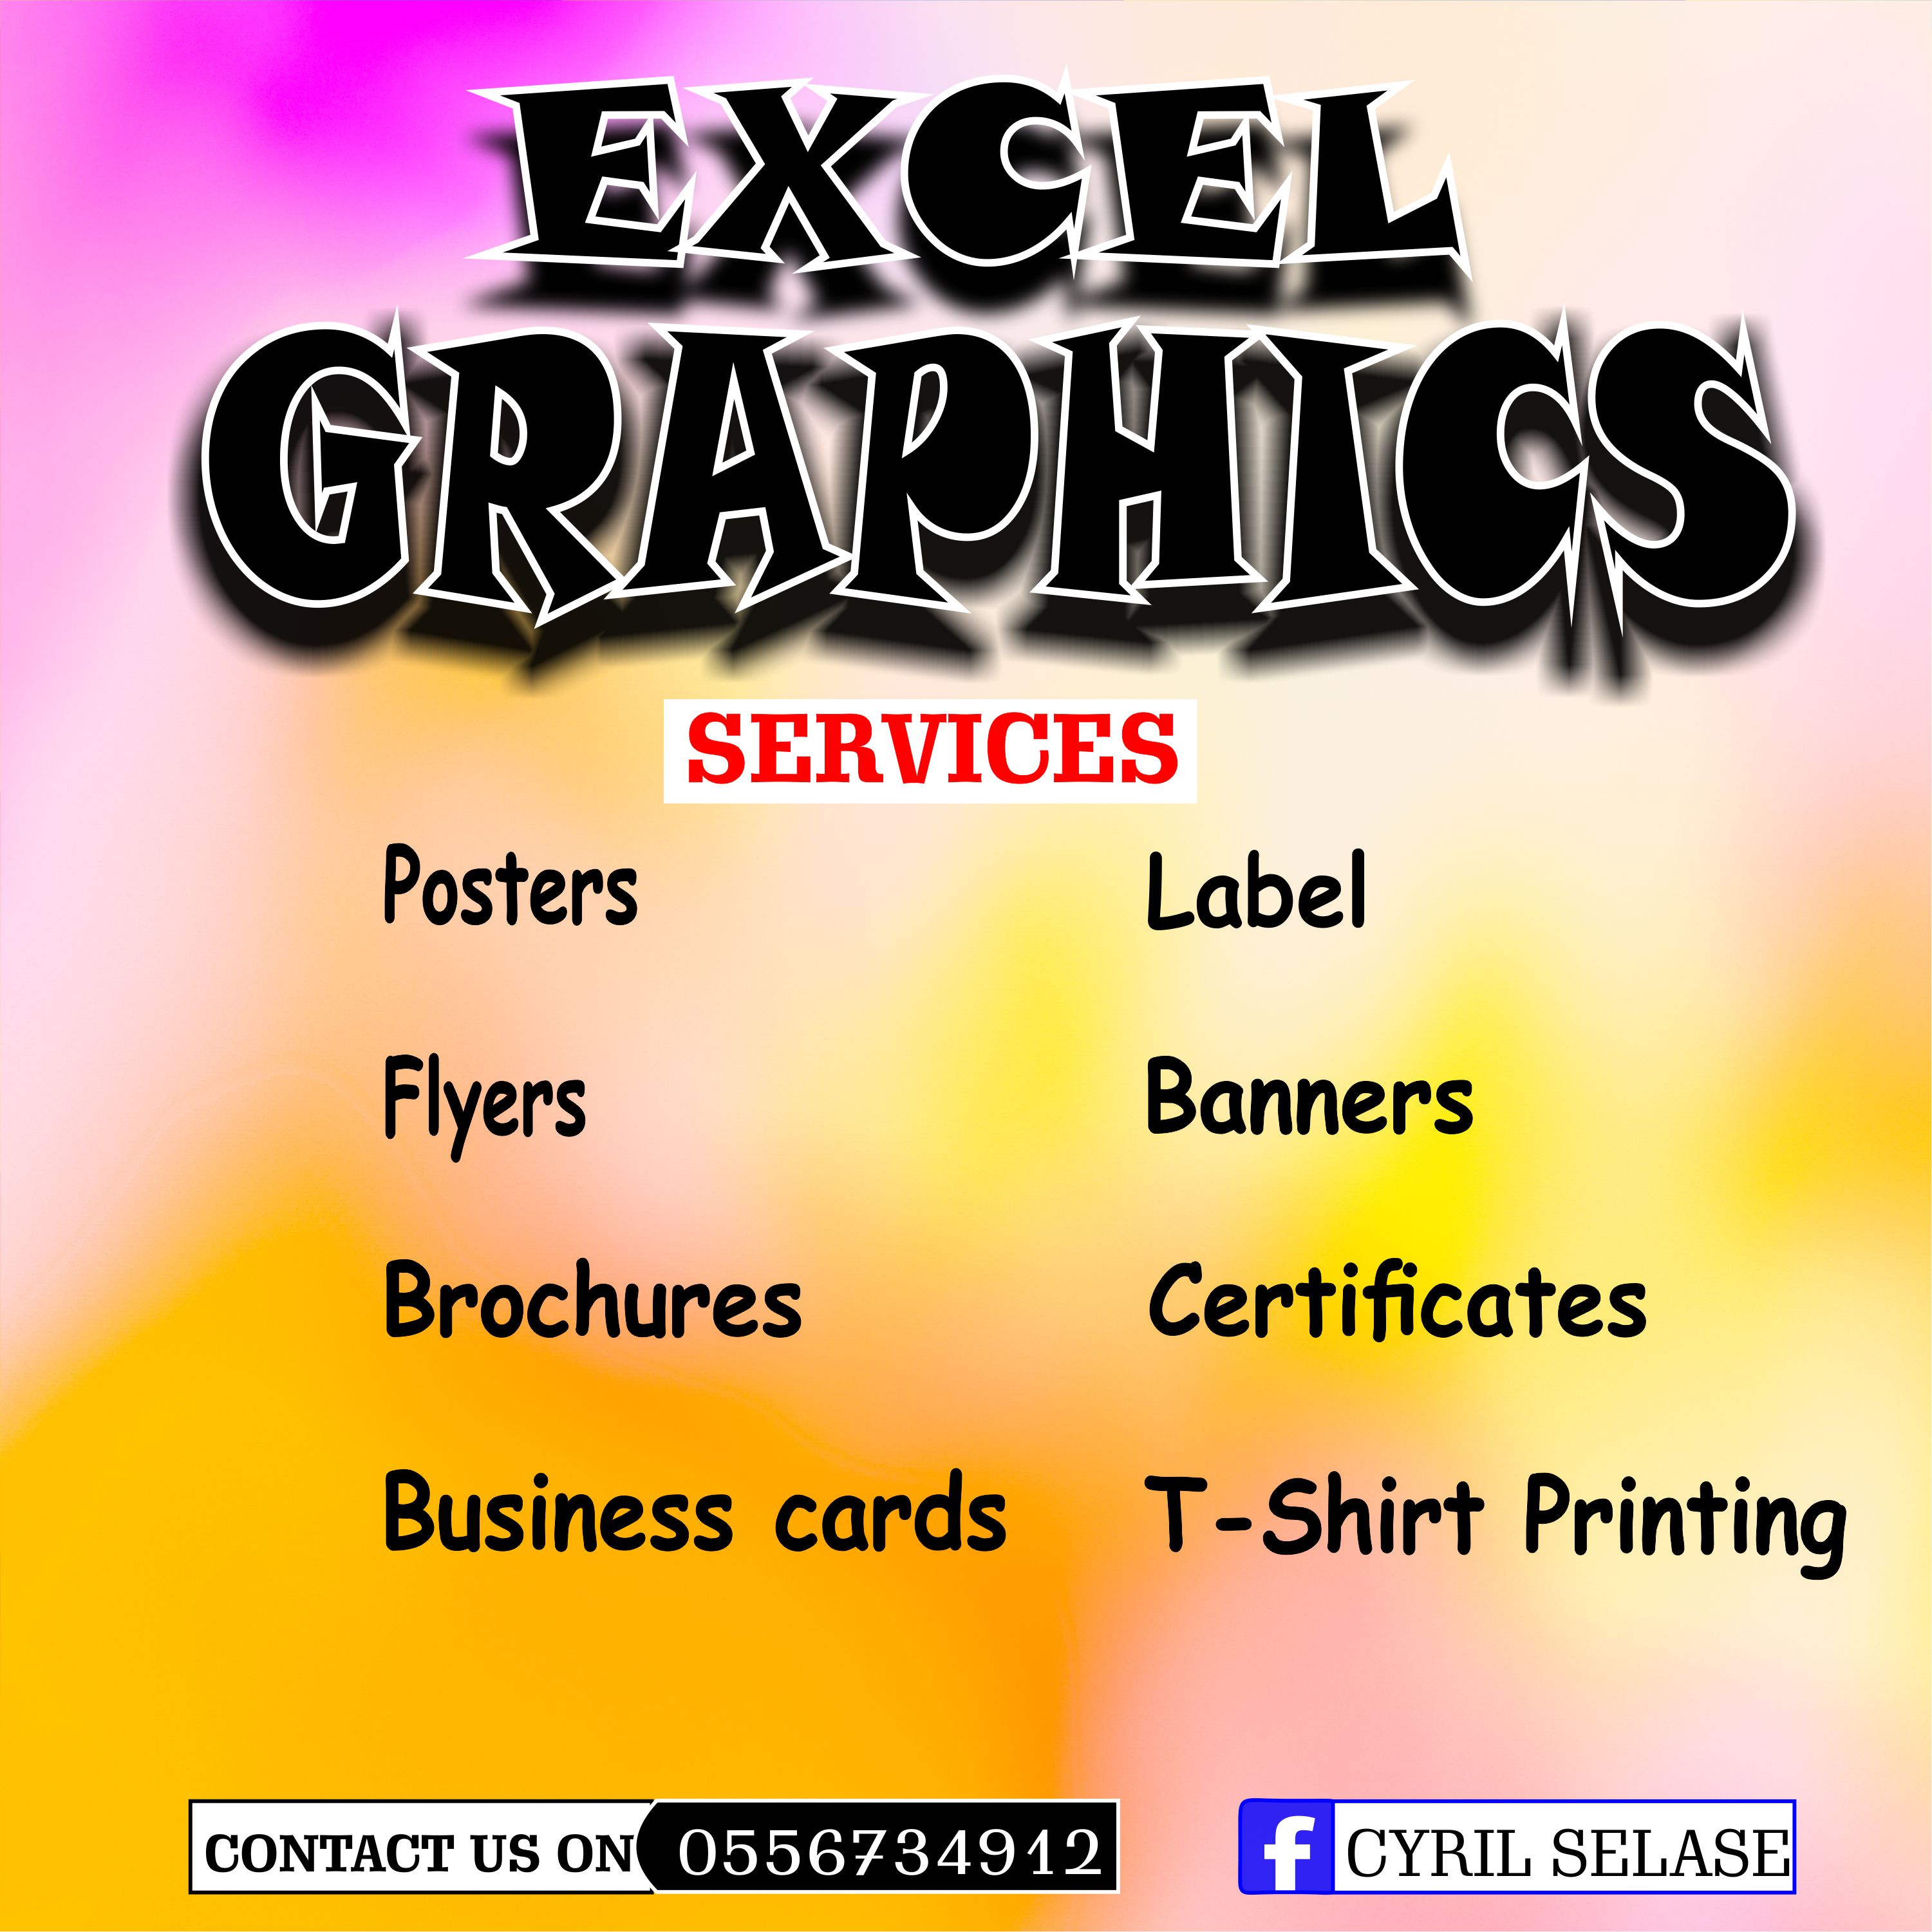 EXCEL
GRAPHICS
SERVICES
Posters
Label
Flyers
Banners
Brochures
Certificates
Business cards
T-Shirt Printing
CONTACT US ON 0556734912
f CYRIL SELASE